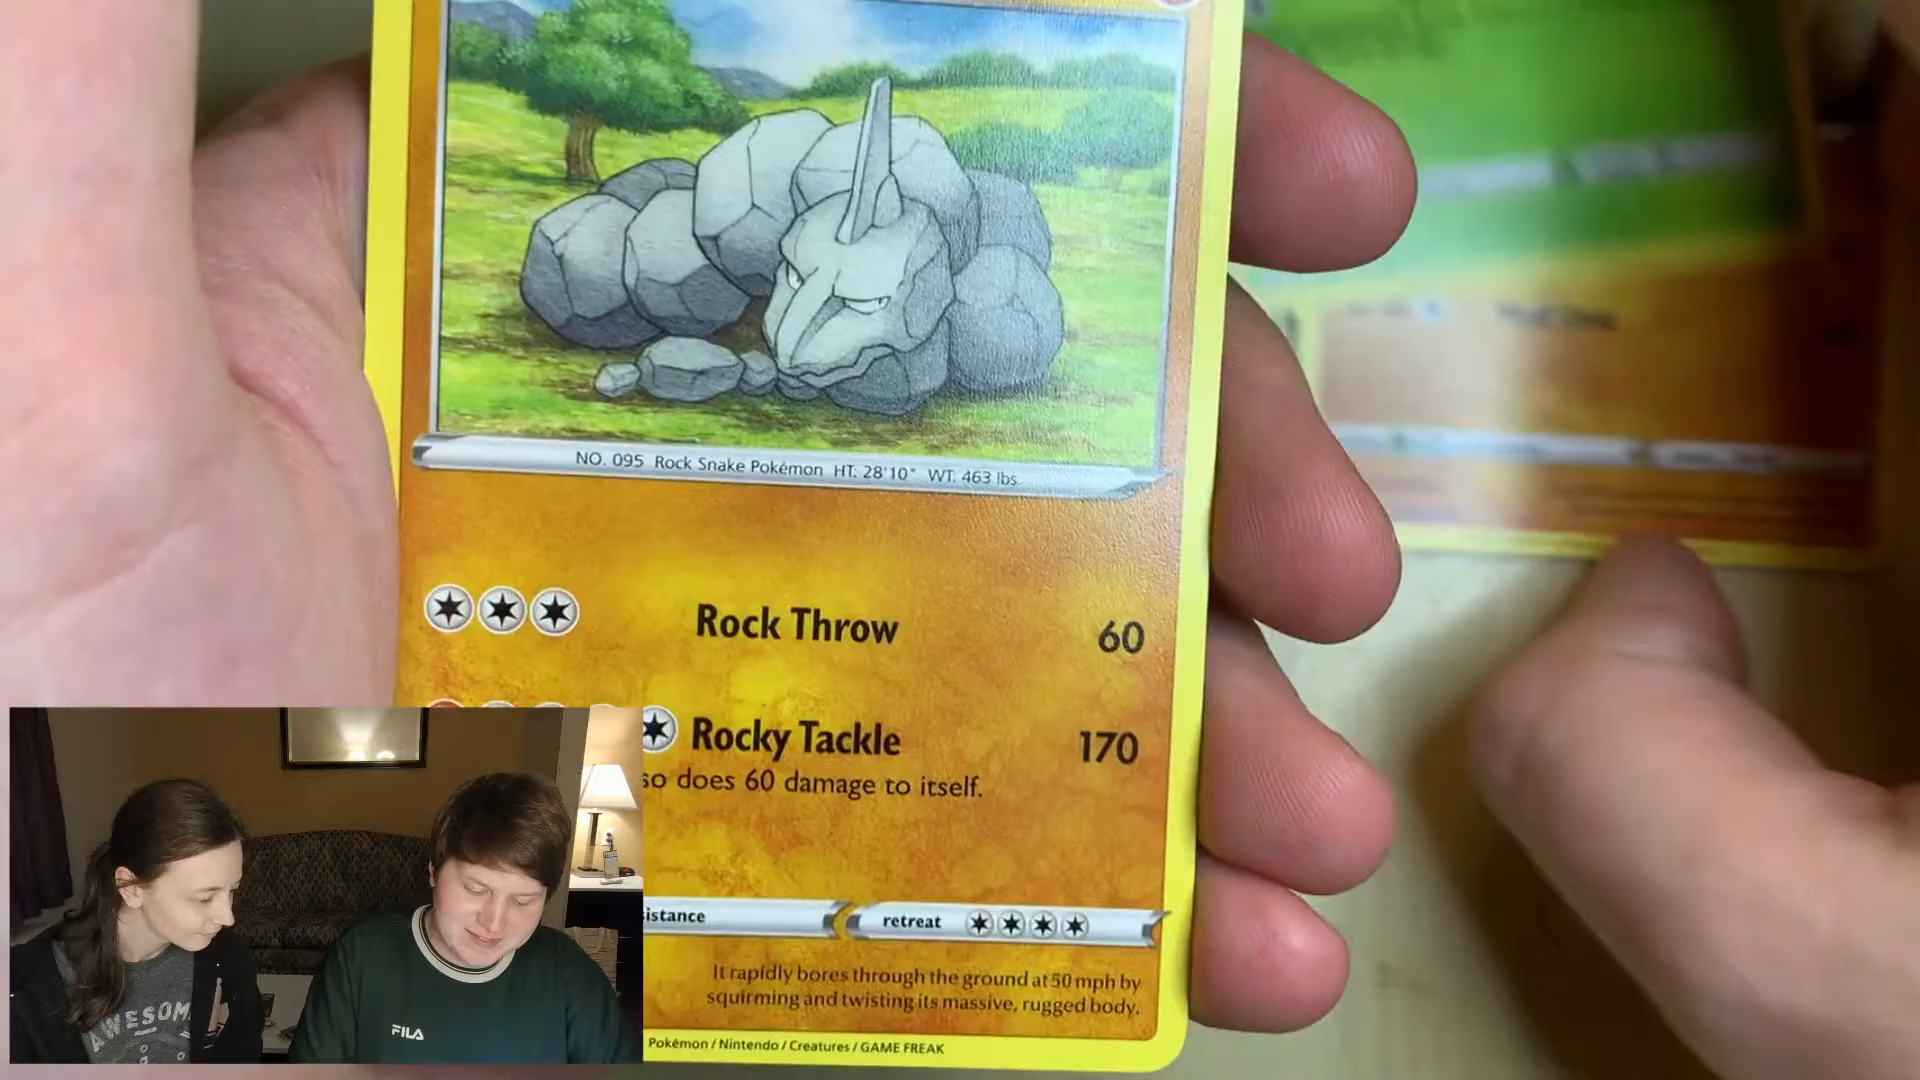 NO. 095 Rock Snake Pokémon HT: 28'10" WT: 463 lbs.
Rock Throw 60
Rocky Tackle 170
so does 60 damage to itself.
istance retreat
It rapidly bores through the ground at 50 mph by
squirming and twisting its massive, rugged body.
Pokémon / Nintendo / Creatures / GAME FREAK
AWESOM
FILA